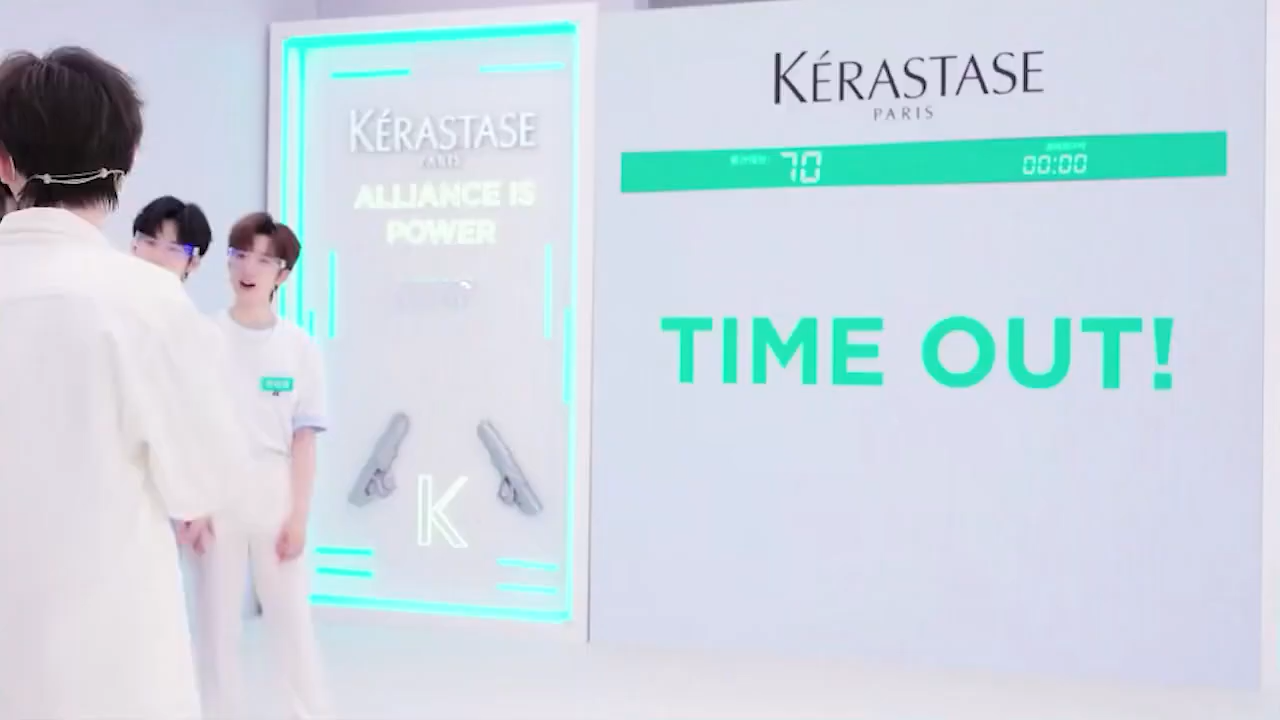 KÉRASTASE
PARIS
ALLIANCE IS
POWER
K
KÉRASTASE
PARIS
70
00:00
TIME OUT!